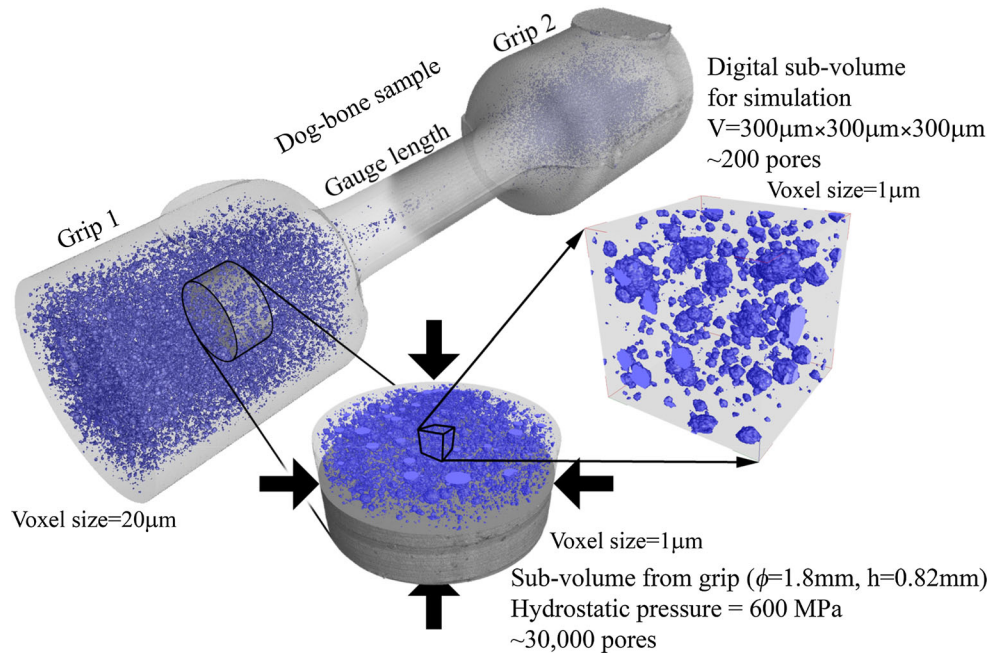 Grip 2
Dog-bone sample
Gauge length
Grip 1
Digital sub-volume
for simulation
V=300μm×300μm×300μm
~200 pores
Voxel size=1μm
Voxel size=20μm
Voxel size=1μm
Sub-volume from grip (ϕ=1.8mm, h=0.82mm)
Hydrostatic pressure = 600 MPa
~30,000 pores